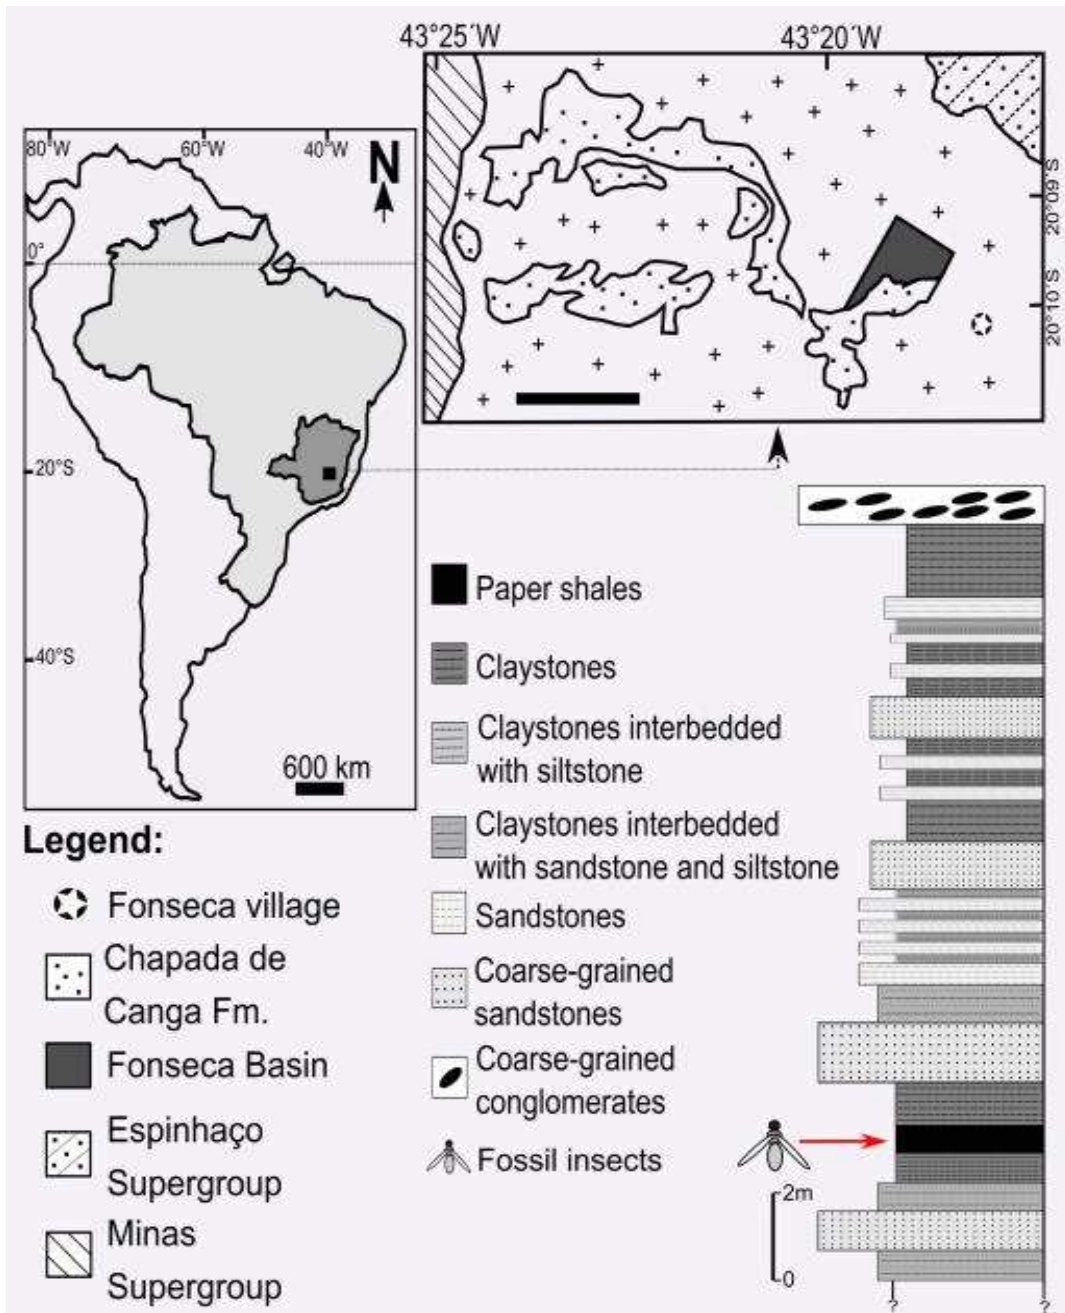 43°25´W
43°20´W
80°W
60°W
40°W
N
20°09´S
0°
20°10´S
20°S
40°S
600 km
Paper shales
Claystones
Claystones interbedded
with siltstone
Claystones interbedded
with sandstone and siltstone
Sandstones
Coarse-grained
sandstones
Coarse-grained
conglomerates
Fossil insects
Legend:
Fonseca village
Chapada de
Canga Fm.
Fonseca Basin
Espinhaço
Supergroup
Minas
Supergroup
2m
0
?
?